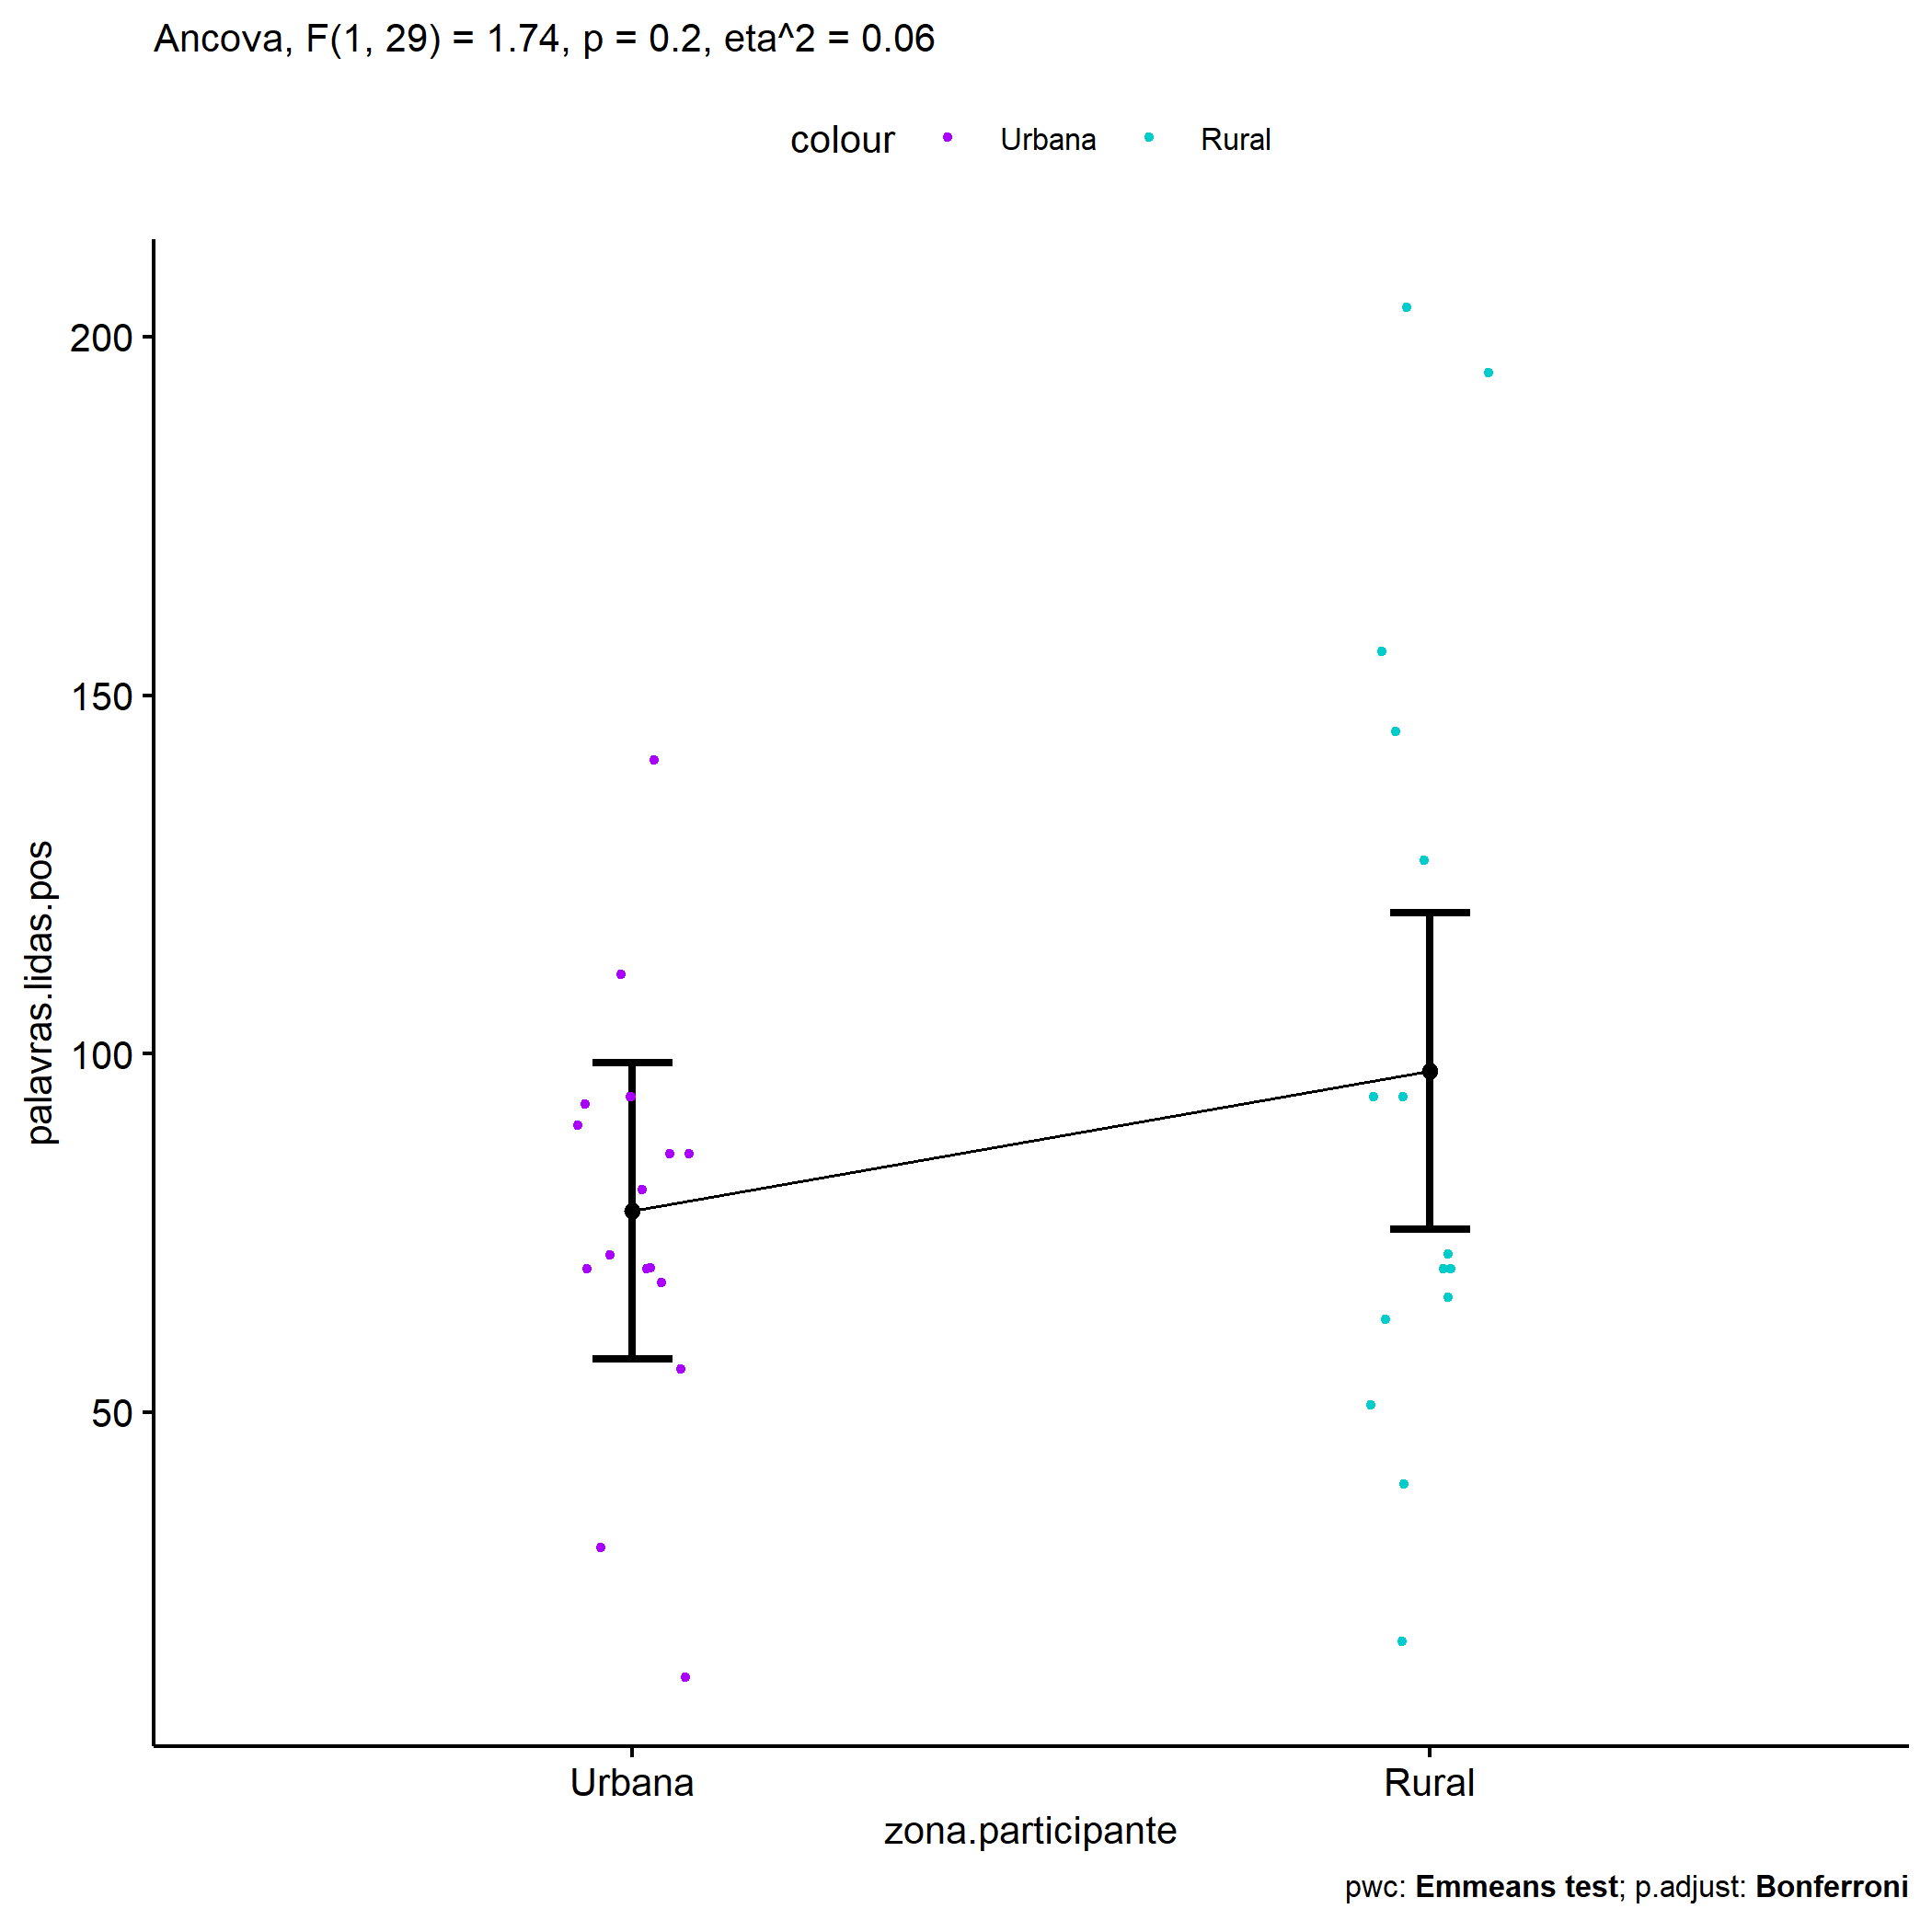 Ancova, F(1, 29) = 1.74, p = 0.2, eta^2 = 0.06
colour Urbana Rural
palavras.lidas.pos
200
150
100
50
Urbana Rural
zona.participante
pwc: Emmeans test; p.adjust: Bonferroni